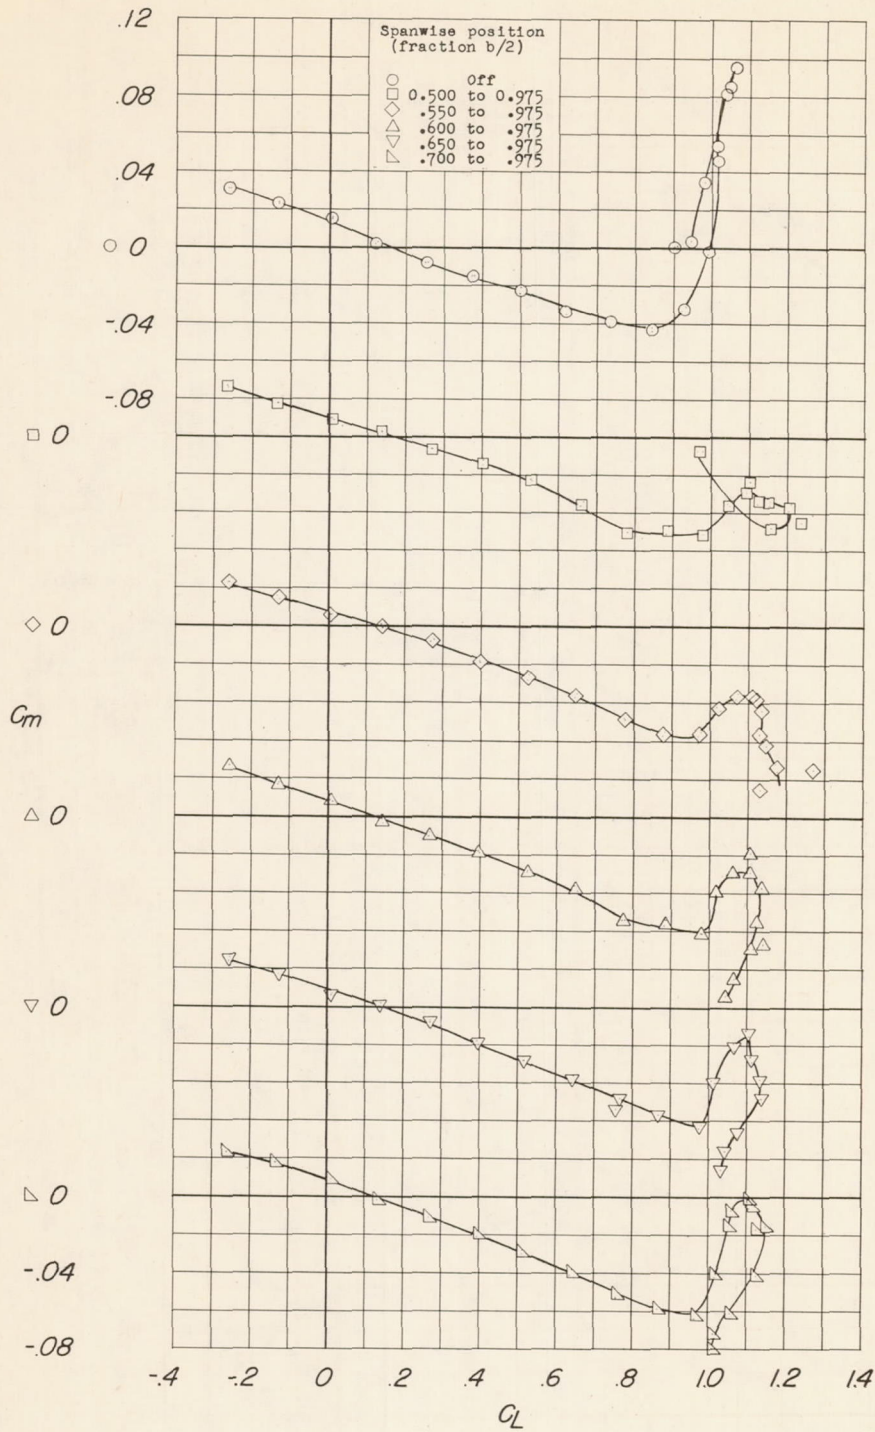 .12
Spanwise position
(fraction b/2)
Off
0.500 to 0.975
.550 to .975
.600 to .975
.650 to .975
.700 to .975
.08
.04
0
-.04
-.08
0
0
Cm
0
0
0
-.04
-.08
-.4 -.2 0 .2 .4 .6 .8 1.0 1.2 1.4
CL